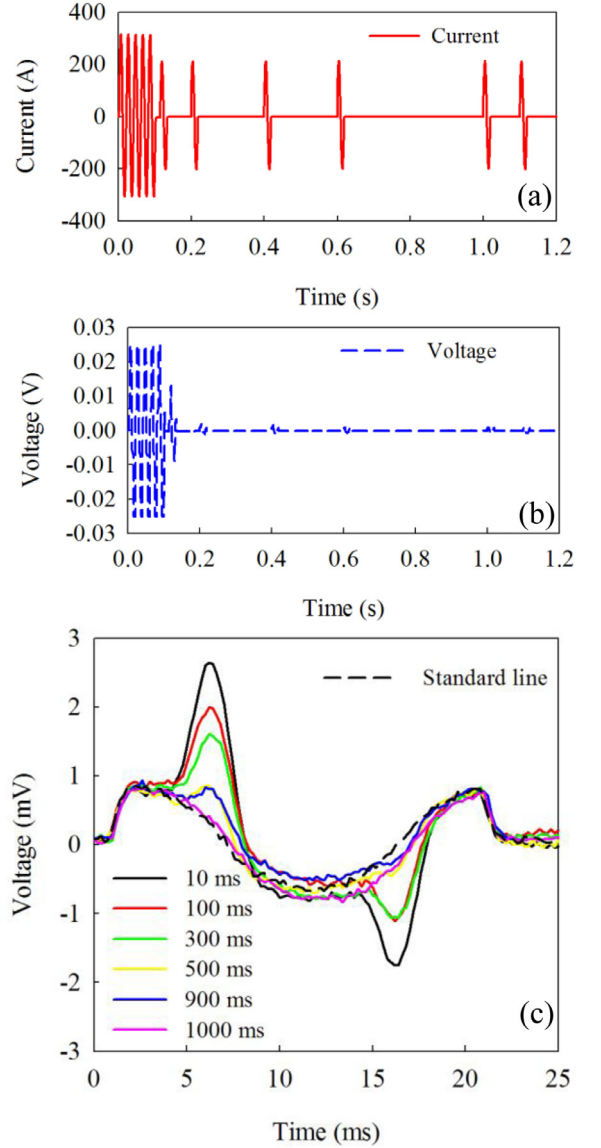 400
200
0
-200
-400
Current (A)
Current
(a)
0.0 0.2 0.4 0.6 0.8 1.0 1.2
Time (s)
0.03
0.02
0.01
0.00
-0.01
-0.02
-0.03
Voltage (V)
Voltage
(b)
0.0 0.2 0.4 0.6 0.8 1.0 1.2
Time (s)
3
2
1
0
-1
-2
-3
Voltage (mV)
Standard line
10 ms
100 ms
300 ms
500 ms
900 ms
1000 ms
(c)
0 5 10 15 20 25
Time (ms)